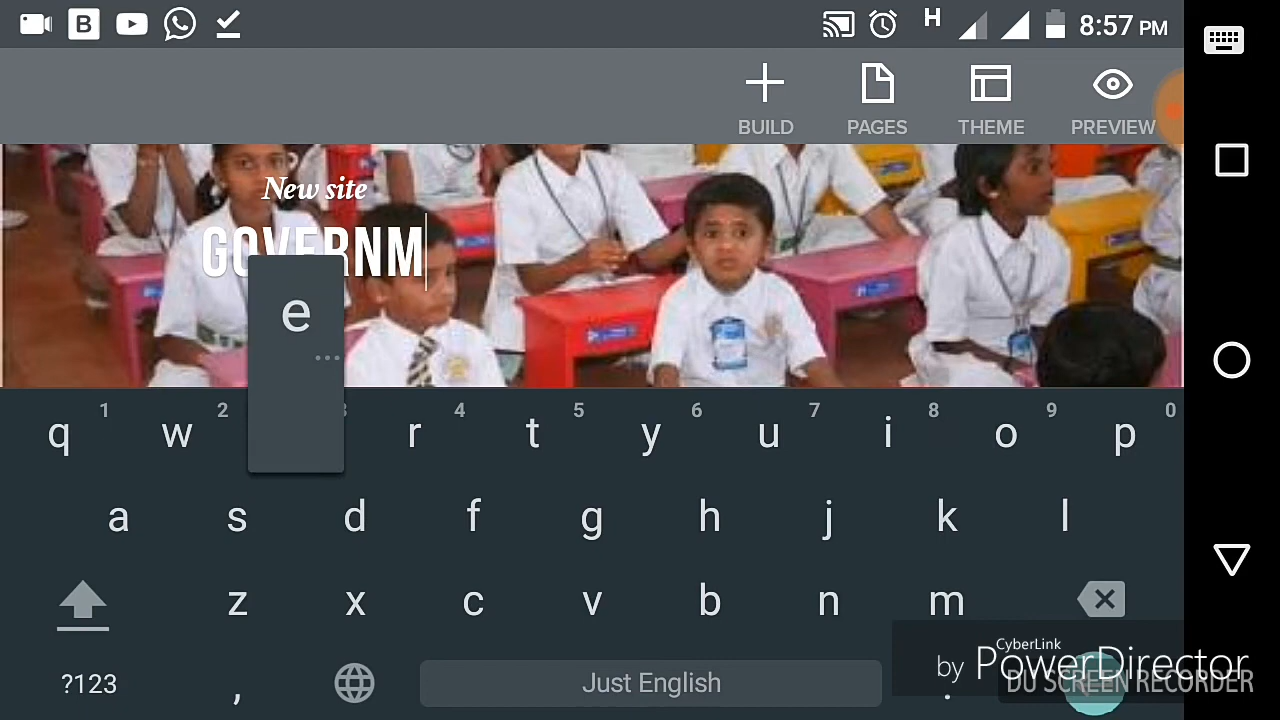 B
H
8:57 PM
BUILD PAGES THEME PREVIEW
New site
GOVERNM
e
...
1 2 3 4 5 6 7 8 9 0
q w r t y u i o p
a s d f g h j k l
z x c v b n m
?123 , Just English .
CyberLink
by PowerDirector
DU SCREEN RECORDER